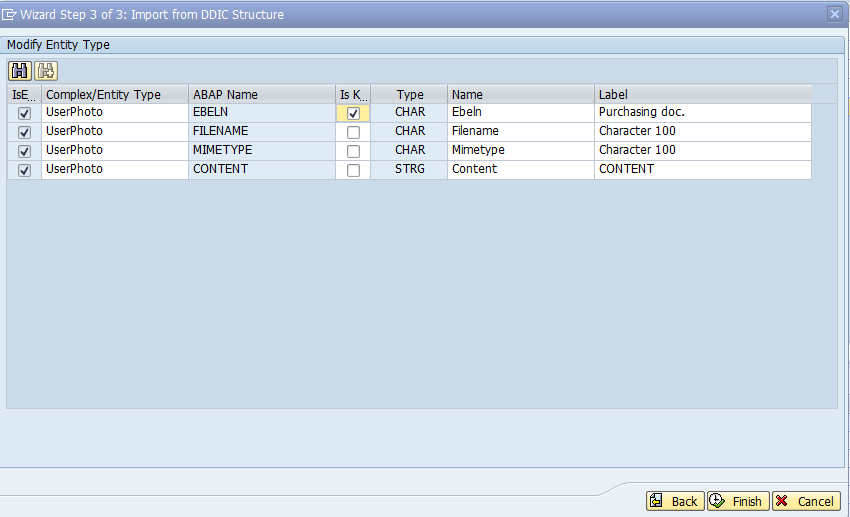 Wizard Step 3 of 3: Import from DDIC Structure
Modify Entity Type
IsE... Complex/Entity Type ABAP Name Is K... Type Name Label
UserPhoto EBELN CHAR Ebeln Purchasing doc.
UserPhoto FILENAME CHAR Filename Character 100
UserPhoto MIMETYPE CHAR Mimetype Character 100
UserPhoto CONTENT STRG Content CONTENT
Back Finish Cancel